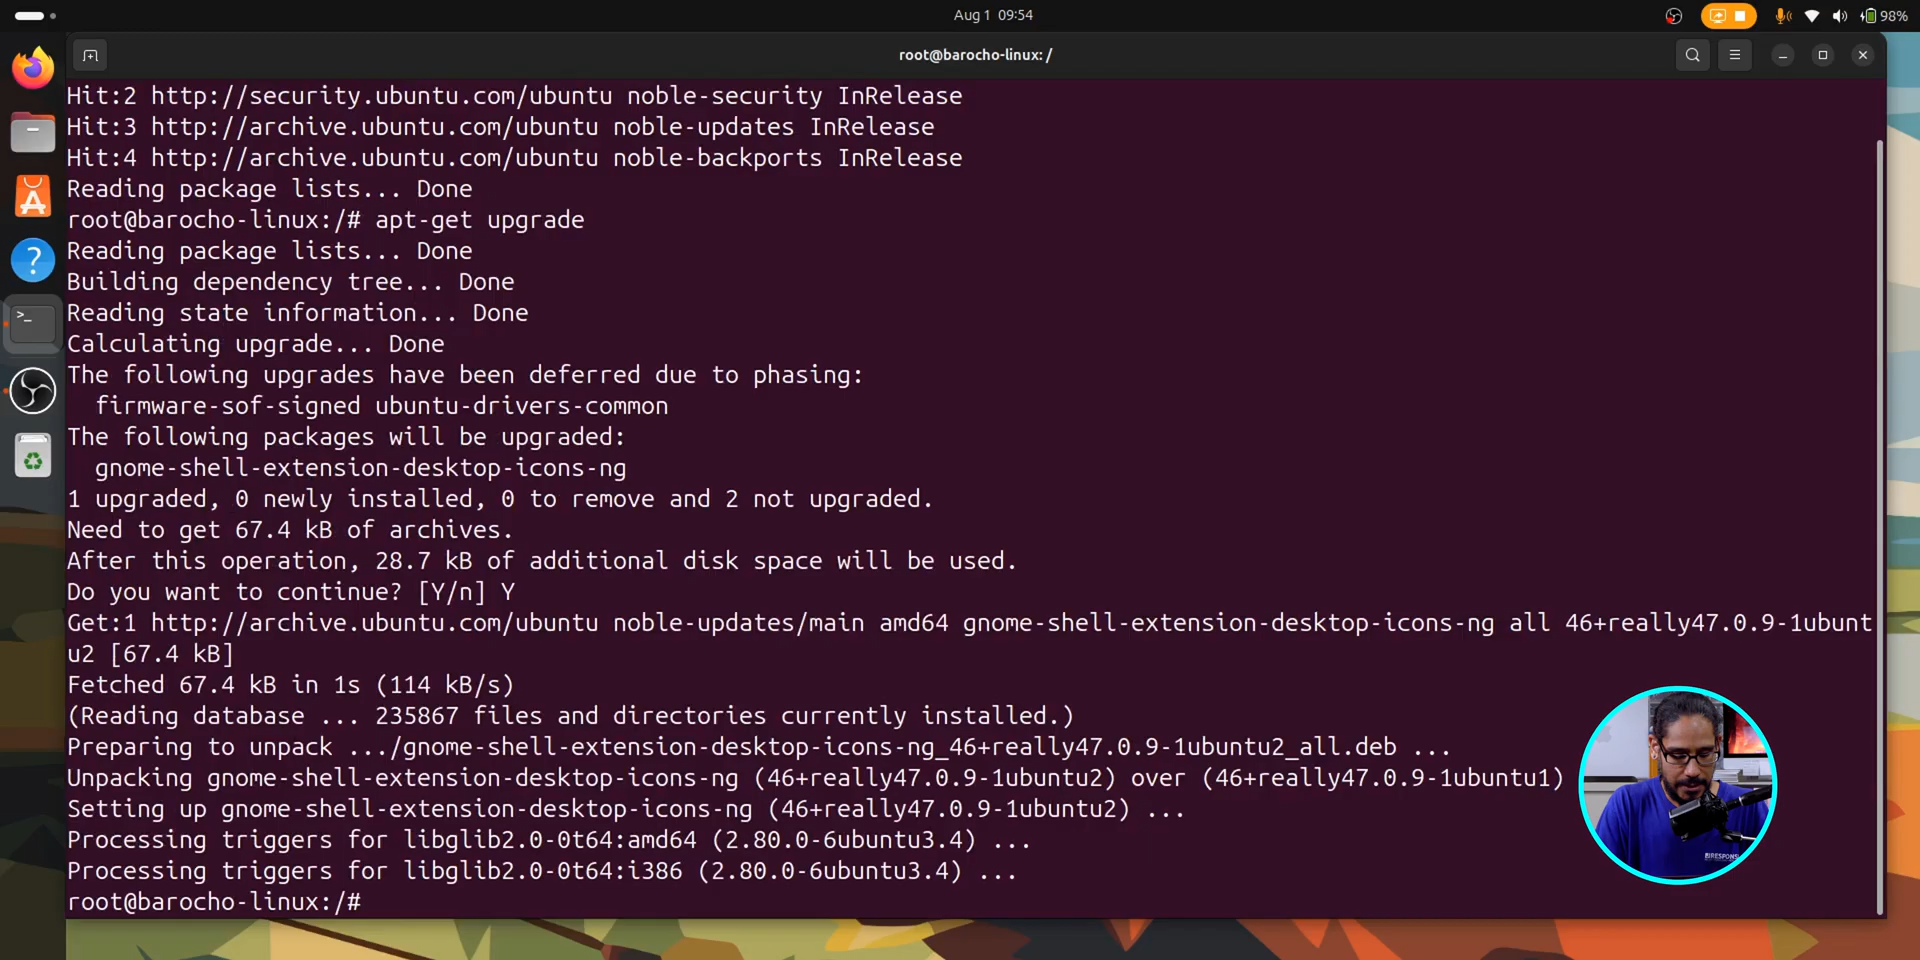 Aug 1 09:54
98%
root@barocho-linux: /
Hit:2 http://security.ubuntu.com/ubuntu noble-security InRelease
Hit:3 http://archive.ubuntu.com/ubuntu noble-updates InRelease
Hit:4 http://archive.ubuntu.com/ubuntu noble-backports InRelease
Reading package lists... Done
root@barocho-linux:/# apt-get upgrade
Reading package lists... Done
Building dependency tree... Done
Reading state information... Done
Calculating upgrade... Done
The following upgrades have been deferred due to phasing:
  firmware-sof-signed ubuntu-drivers-common
The following packages will be upgraded:
  gnome-shell-extension-desktop-icons-ng
1 upgraded, 0 newly installed, 0 to remove and 2 not upgraded.
Need to get 67.4 kB of archives.
After this operation, 28.7 kB of additional disk space will be used.
Do you want to continue? [Y/n] Y
Get:1 http://archive.ubuntu.com/ubuntu noble-updates/main amd64 gnome-shell-extension-desktop-icons-ng all 46+really47.0.9-1ubunt
u2 [67.4 kB]
Fetched 67.4 kB in 1s (114 kB/s)
(Reading database ... 235867 files and directories currently installed.)
Preparing to unpack .../gnome-shell-extension-desktop-icons-ng_46+really47.0.9-1ubuntu2_all.deb ...
Unpacking gnome-shell-extension-desktop-icons-ng (46+really47.0.9-1ubuntu2) over (46+really47.0.9-1ubuntu1)
Setting up gnome-shell-extension-desktop-icons-ng (46+really47.0.9-1ubuntu2) ...
Processing triggers for libglib2.0-0t64:amd64 (2.80.0-6ubuntu3.4) ...
Processing triggers for libglib2.0-0t64:i386 (2.80.0-6ubuntu3.4) ...
root@barocho-linux:/#